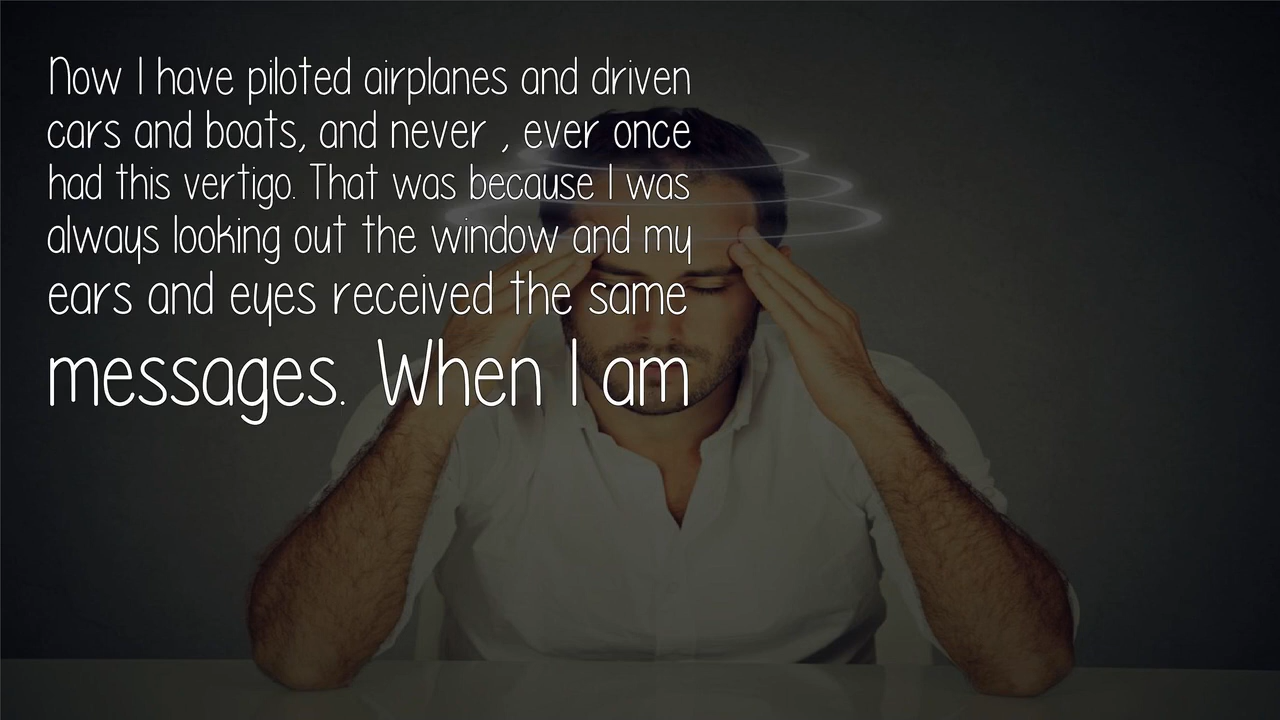 Now I have piloted airplanes and driven
cars and boats, and never , ever once
had this vertigo. That was because I was
always looking out the window and my
ears and eyes received the same
messages. When I am